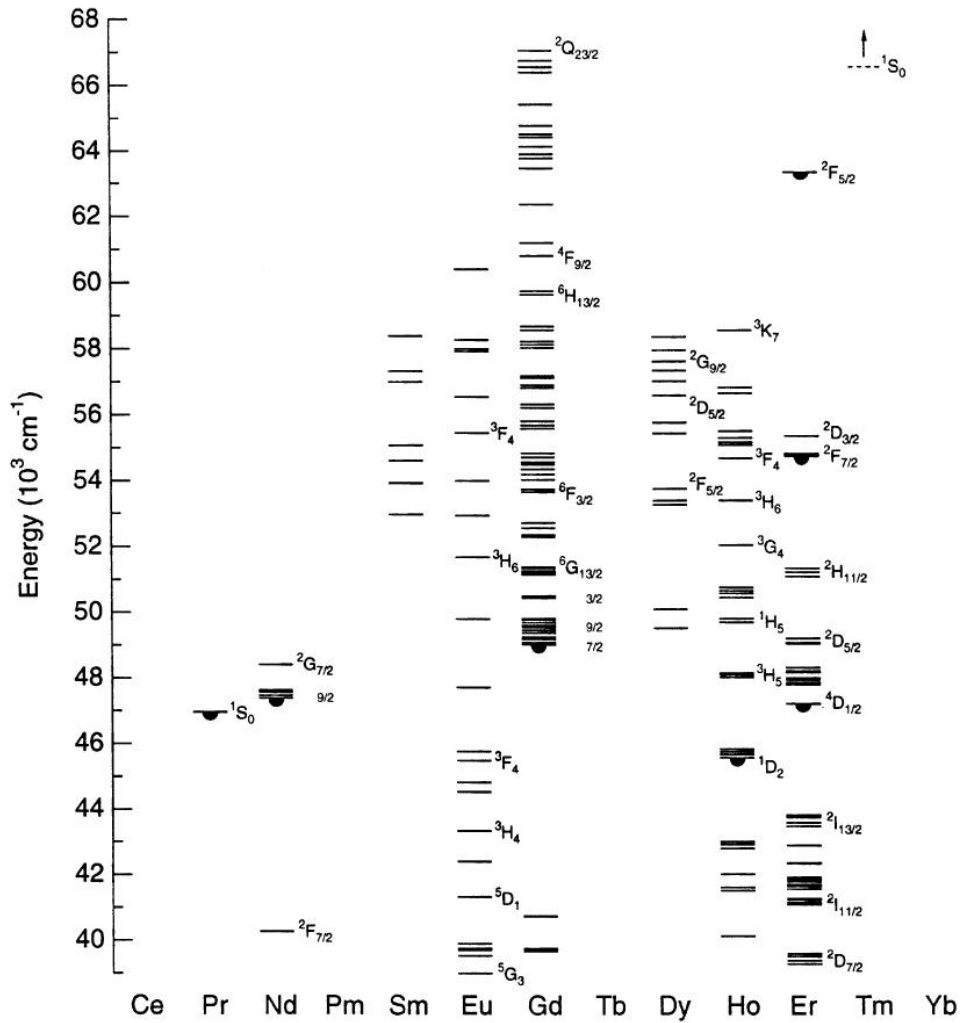 68
66
64
62
60
58
56
54
52
50
48
46
44
42
40
Energy (10³ cm⁻¹)
¹S₀
²G₇/₂
9/2
²F₇/₂
³F₄
³H₆
³F₄
³H₄
⁵D₁
⁵G₃
²Q₂₃/₂
⁴F₉/₂
⁶H₁₃/₂
⁶F₃/₂
⁶G₁₃/₂
3/2
9/2
7/2
²G₉/₂
²D₅/₂
²F₅/₂
³K₇
³F₄
³H₆
³G₄
¹H₅
³H₅
¹D₂
²F₅/₂
²D₃/₂
²F₇/₂
²H₁₁/₂
²D₅/₂
⁴D₁/₂
²I₁₃/₂
²I₁₁/₂
²D₇/₂
¹S₀
Ce Pr Nd Pm Sm Eu Gd Tb Dy Ho Er Tm Yb